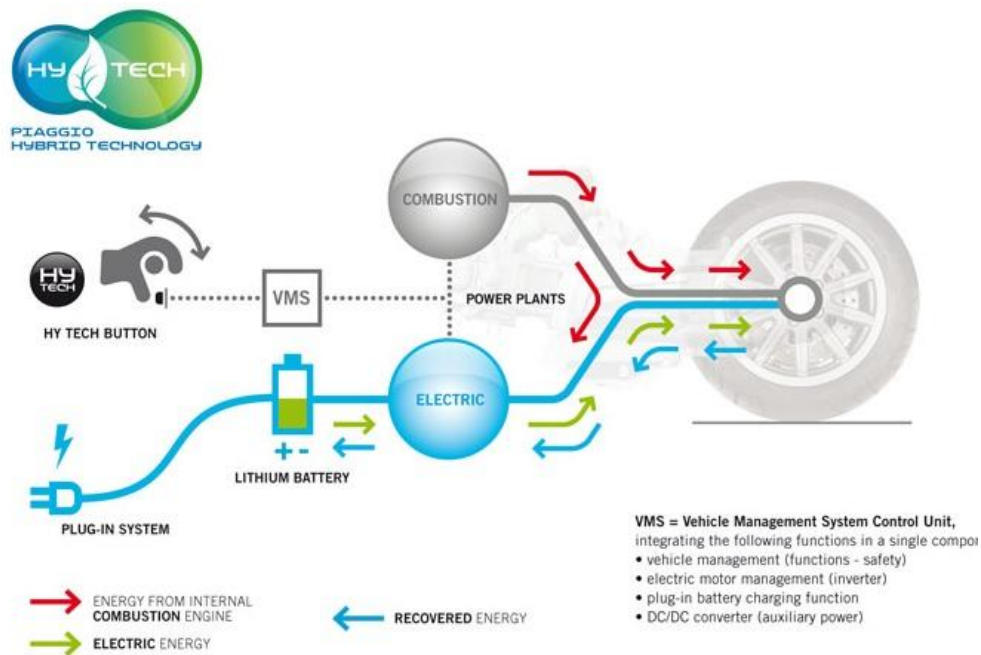 HY TECH
PIAGGIO
HYBRID TECHNOLOGY
COMBUSTION
HY
TECH
VMS
POWER PLANTS
HY TECH BUTTON
ELECTRIC
+ -
LITHIUM BATTERY
PLUG-IN SYSTEM
VMS = Vehicle Management System Control Unit,
integrating the following functions in a single compo
• vehicle management (functions - safety)
• electric motor management (inverter)
• plug-in battery charging function
• DC/DC converter (auxiliary power)
ENERGY FROM INTERNAL
COMBUSTION ENGINE
RECOVERED ENERGY
ELECTRIC ENERGY